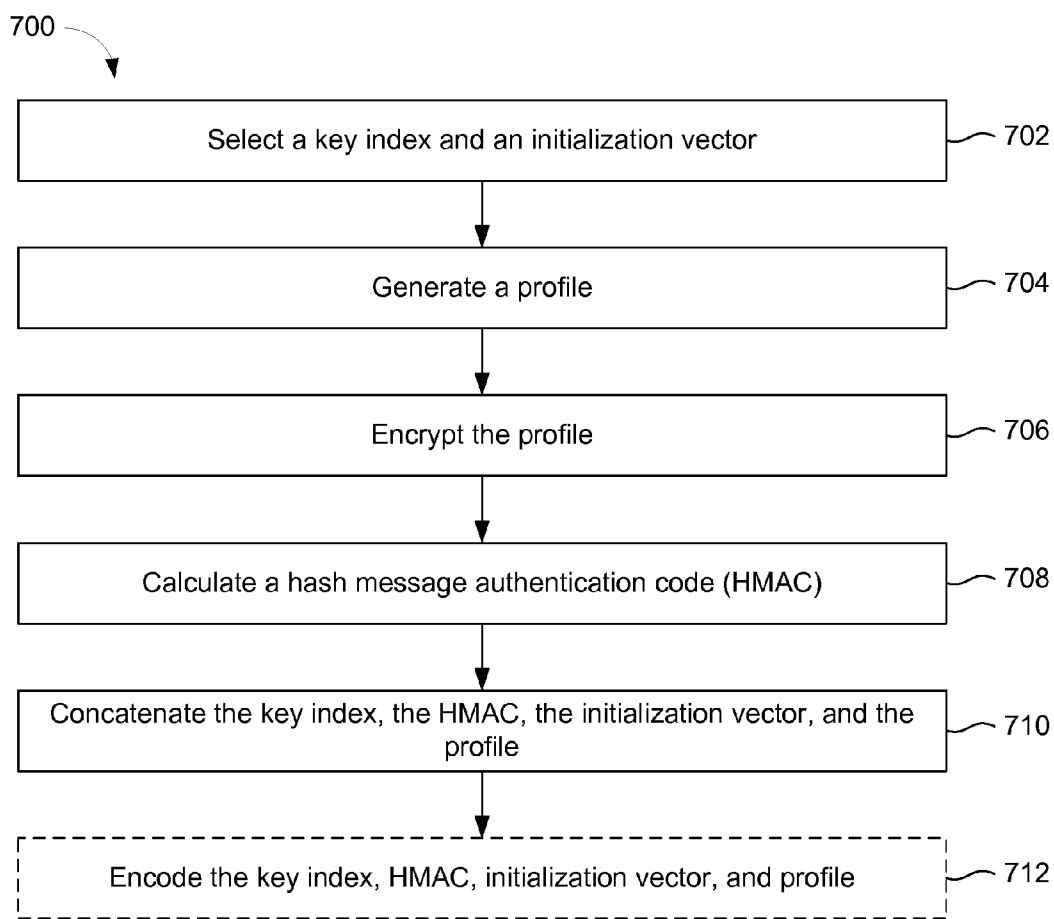 700
Select a key index and an initialization vector
702
Generate a profile
704
Encrypt the profile
706
Calculate a hash message authentication code (HMAC)
708
Concatenate the key index, the HMAC, the initialization vector, and the
profile
710
Encode the key index, HMAC, initialization vector, and profile
712